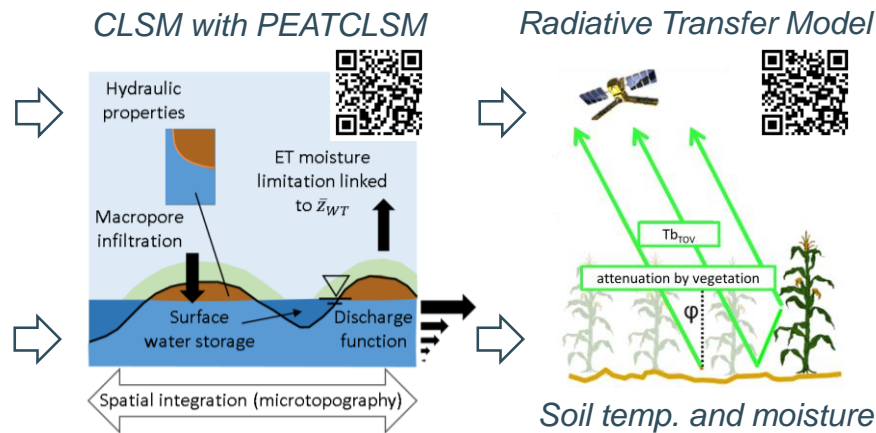 CLSM with PEATCLSM
Hydraulic
properties
ET moisture
limitation linked
to z̄_WT
Macropore
infiltration
Surface
water storage
Discharge
function
Spatial integration (microtopography)
Radiative Transfer Model
Tb_TOV
attenuation by vegetation
φ
Soil temp. and moisture